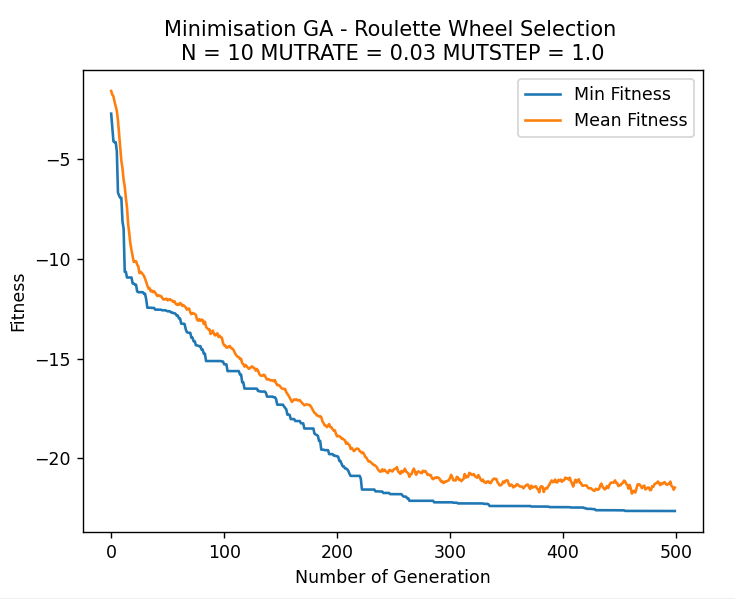 Minimisation GA - Roulette Wheel Selection
N = 10 MUTRATE = 0.03 MUTSTEP = 1.0
Min Fitness
Mean Fitness
−5
−10
−15
−20
Fitness
0 100 200 300 400 500
Number of Generation